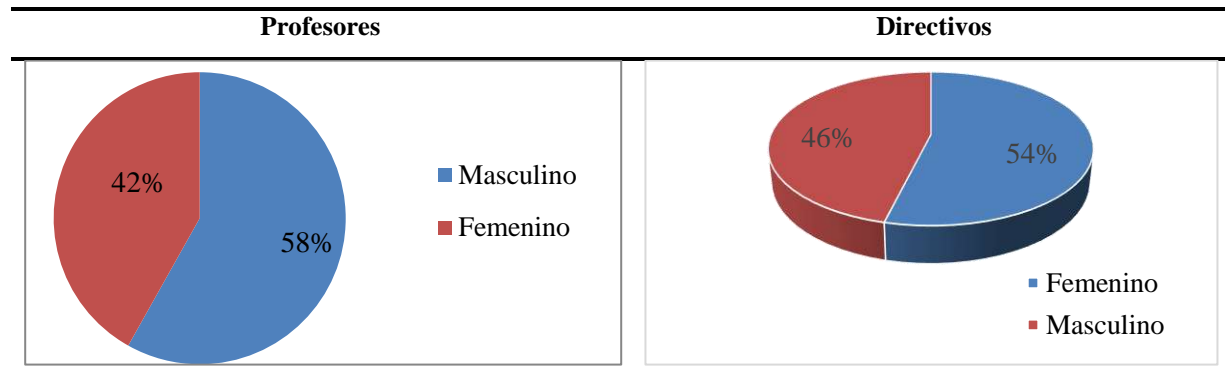 Profesores
Directivos
42%
58%
Masculino
Femenino
46%
54%
Femenino
Masculino